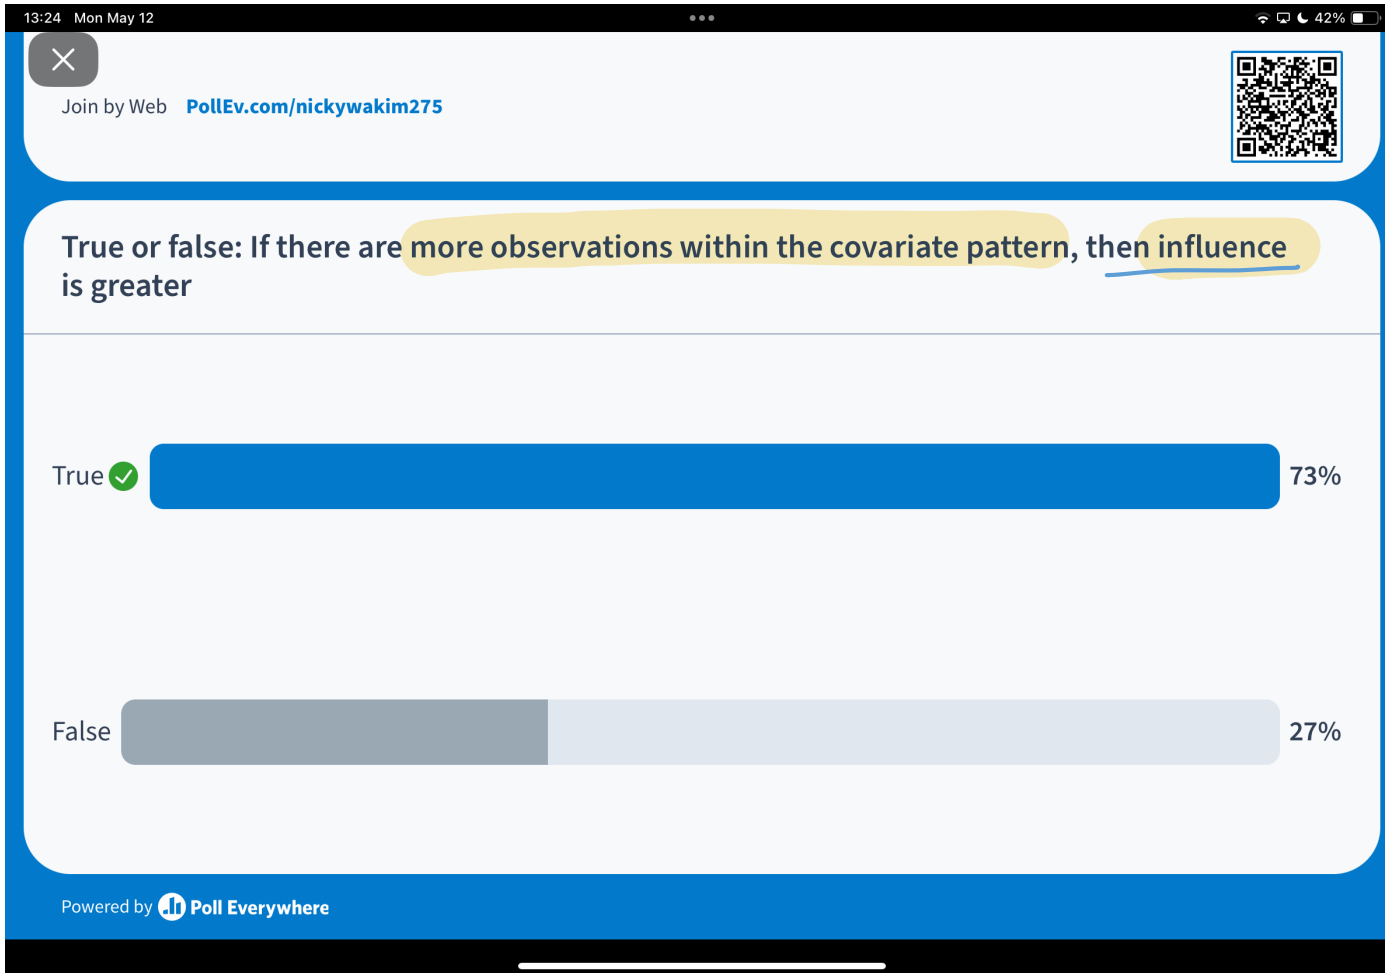 13:24 Mon May 12
42%
Join by Web PollEv.com/nickywakim275
True or false: If there are more observations within the covariate pattern, then influence
is greater
True 73%
False 27%
Powered by Poll Everywhere